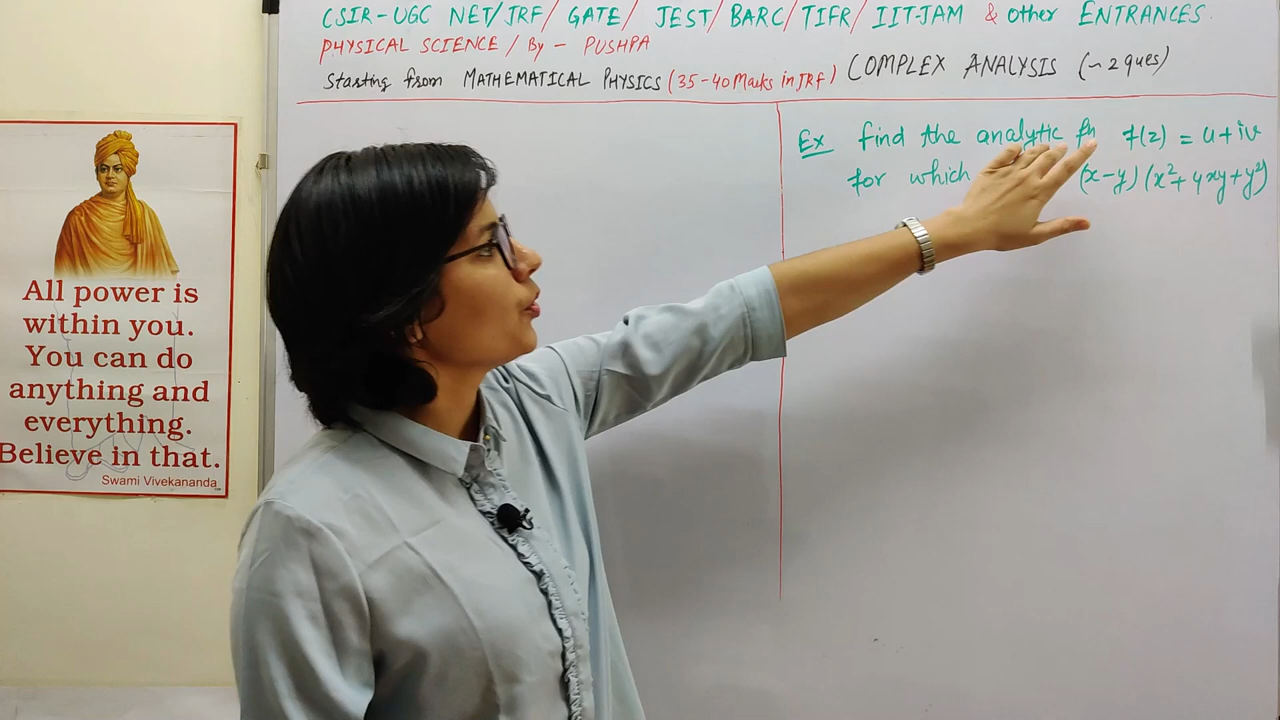 CSIR-UGC NET/JRF/ GATE/ JEST/BARC/TIFR/ IIT-JAM & Other ENTRANCES.
PHYSICAL SCIENCE / By - PUSHPA
Starting from MATHEMATICAL PHYSICS (35-40 Marks in JRF) COMPLEX ANALYSIS (~2 ques)
Ex find the analytic fn f(z) = u+iv
for which (x-y) (x²+4xy+y²)
All power is
within you.
You can do
anything and
everything.
Believe in that.
Swami Vivekananda